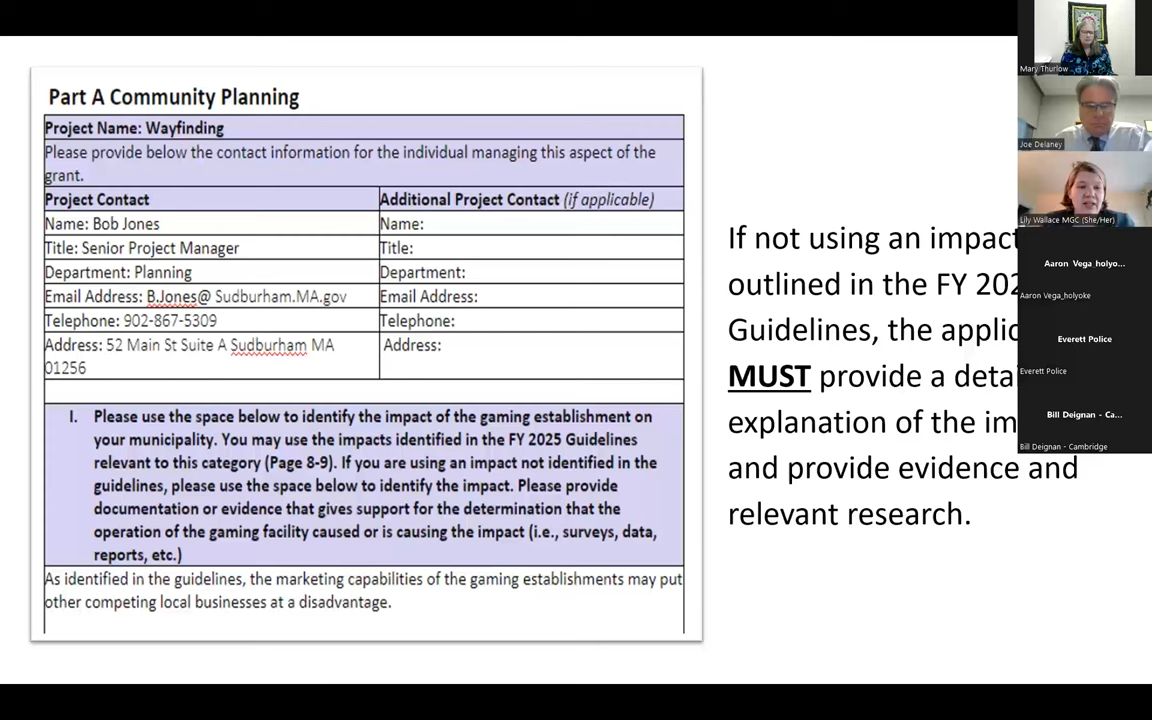 Part A Community Planning
Project Name: Wayfinding
Please provide below the contact information for the individual managing this aspect of the
grant.
Project Contact
Additional Project Contact (if applicable)
Name: Bob Jones
Name:
Title: Senior Project Manager
Title:
Department: Planning
Department:
Email Address: B.Jones@ Sudburham.MA.gov
Email Address:
Telephone: 902-867-5309
Telephone:
Address: 52 Main St Suite A Sudburham MA
01256
Address:
I. Please use the space below to identify the impact of the gaming establishment on
your municipality. You may use the impacts identified in the FY 2025 Guidelines
relevant to this category (Page 8-9). If you are using an impact not identified in the
guidelines, please use the space below to identify the impact. Please provide
documentation or evidence that gives support for the determination that the
operation of the gaming facility caused or is causing the impact (i.e., surveys, data,
reports, etc.)
As identified in the guidelines, the marketing capabilities of the gaming establishments may put
other competing local businesses at a disadvantage.
If not using an impact
outlined in the FY 202
Guidelines, the applic
MUST provide a detai
explanation of the im
and provide evidence and
relevant research.
Mary Thurlow
Joe Delaney
Lily Wallace MGC (She/Her)
Aaron Vega_holyo...
Aaron Vega_holyoke
Everett Police
Everett Police
Bill Deignan - Ca...
Bill Deignan - Cambridge